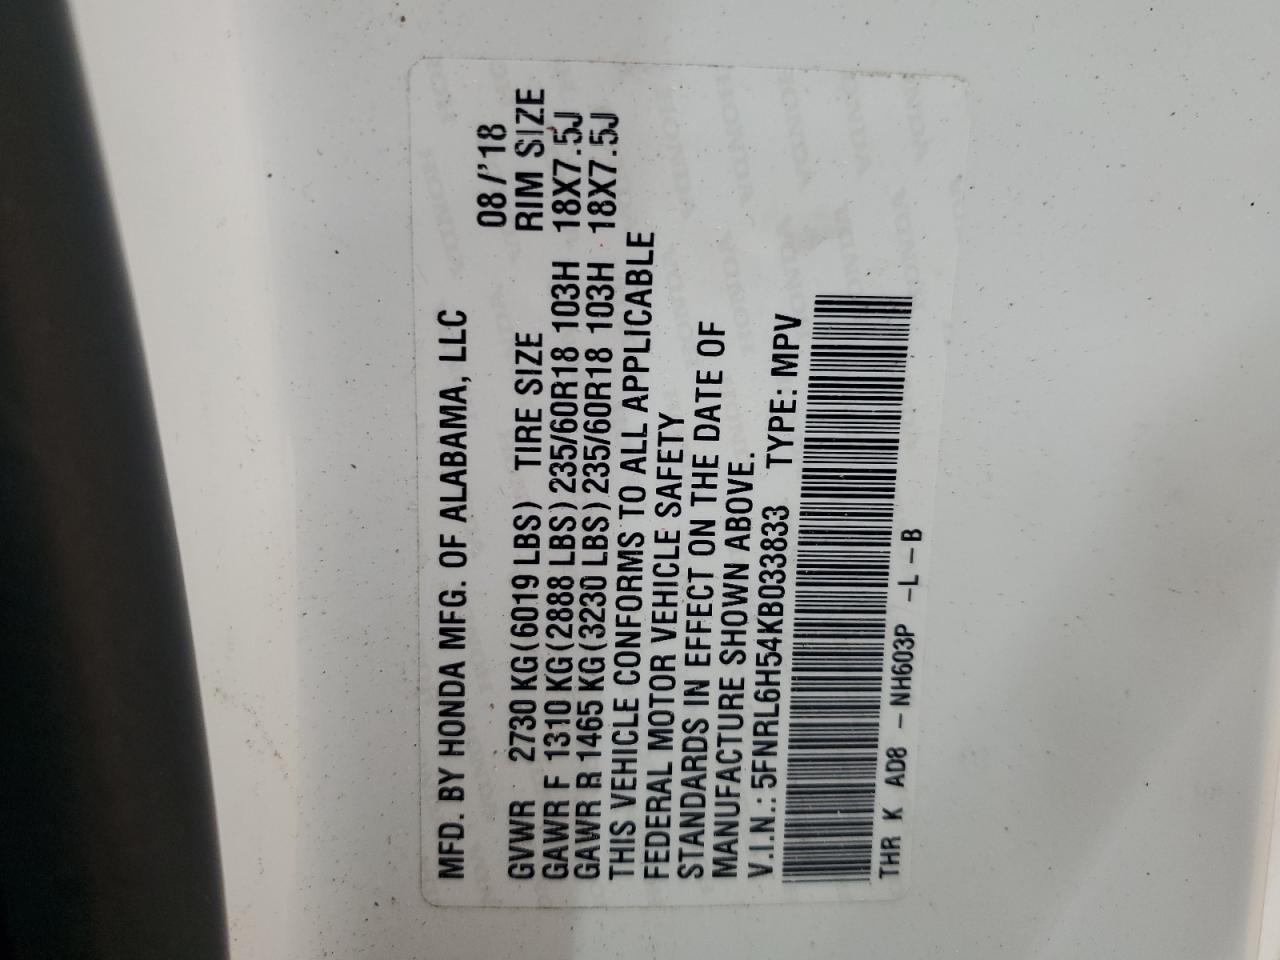 MFD. BY HONDA MFG. OF ALABAMA, LLC 08/'18
GVWR 2730 KG(6019 LBS) TIRE SIZE RIM SIZE
GAWR F 1310 KG(2888 LBS) 235/60R18 103H 18X7.5J
GAWR R 1465 KG(3230 LBS) 235/60R18 103H 18X7.5J
THIS VEHICLE CONFORMS TO ALL APPLICABLE
FEDERAL MOTOR VEHICLE SAFETY
STANDARDS IN EFFECT ON THE DATE OF
MANUFACTURE SHOWN ABOVE.
V.I.N.: 5FNRL6H54KB033833 TYPE: MPV
THR K AD8 -NH603P -L-B